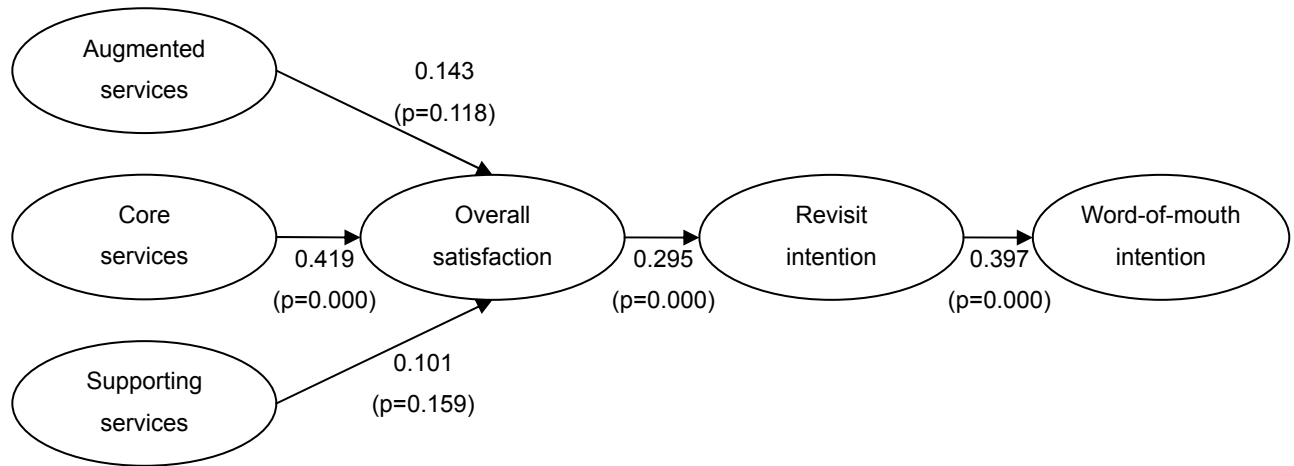 Augmented
services
0.143
(p=0.118)
Core
services
0.419
(p=0.000)
Overall
satisfaction
0.295
(p=0.000)
Revisit
intention
0.397
(p=0.000)
Word-of-mouth
intention
Supporting
services
0.101
(p=0.159)